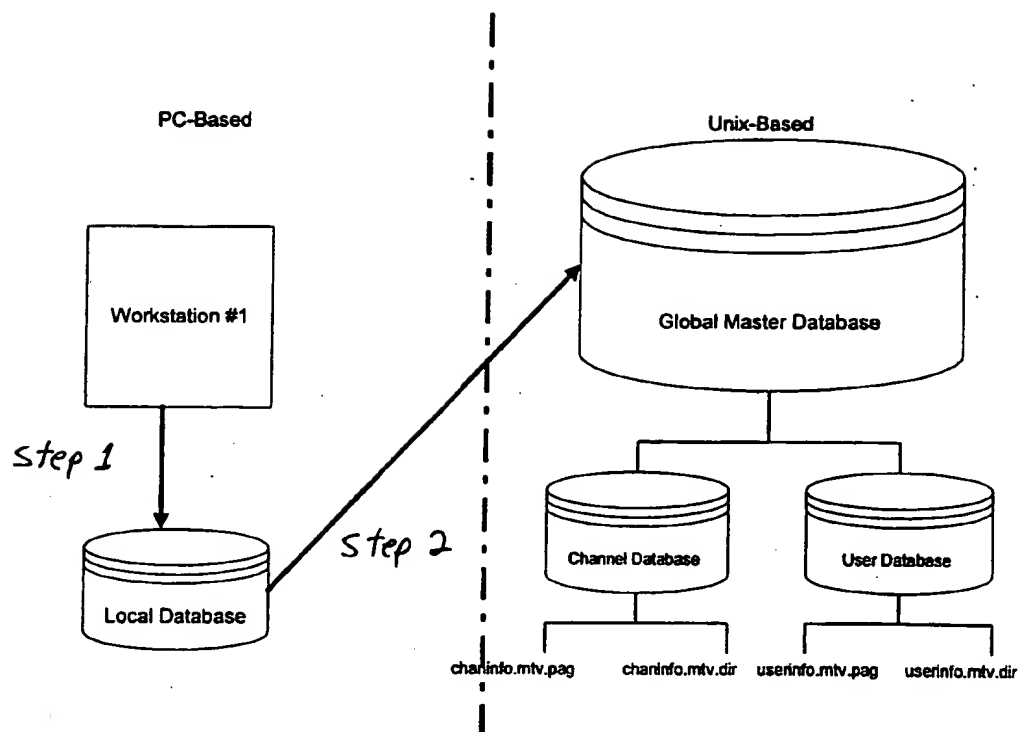 PC-Based
Unix-Based
Workstation #1
Global Master Database
step 1
step 2
Local Database
Channel Database
User Database
chaninfo.mtv.pag
chaninfo.mtv.dir
userinfo.mtv.pag
userinfo.mtv.dir